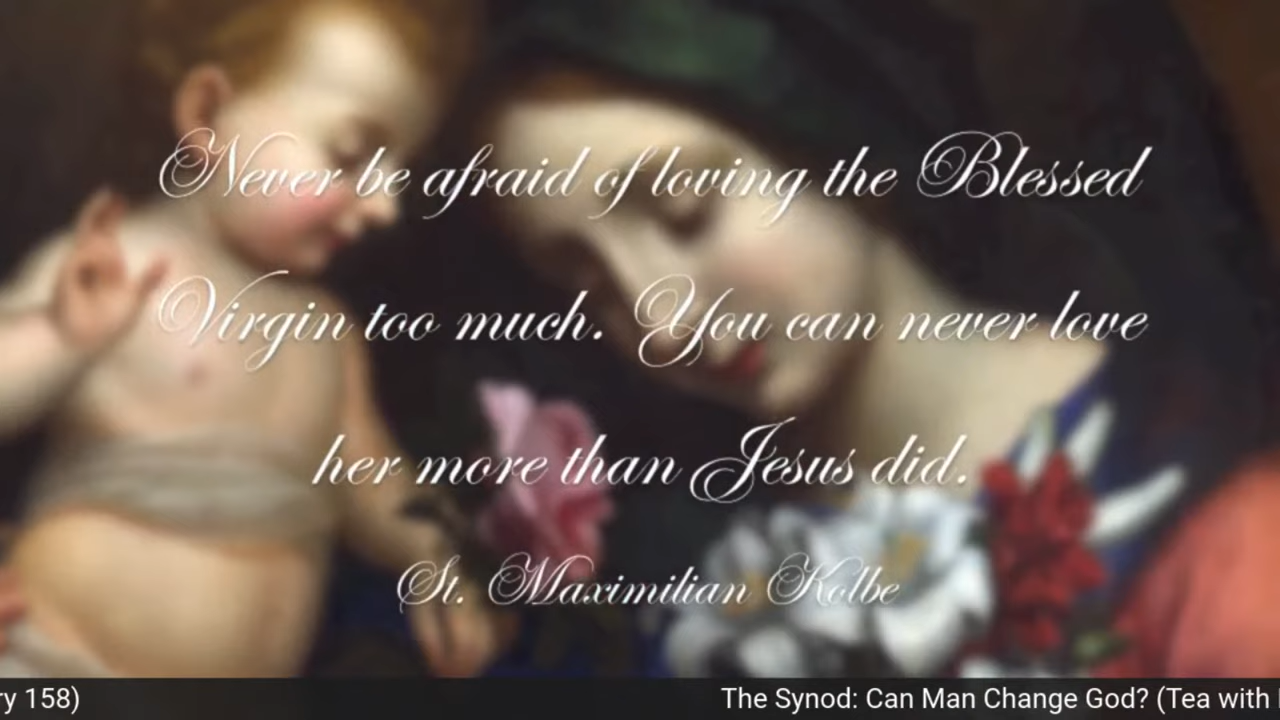 Never be afraid of loving the Blessed
Virgin too much. You can never love
her more than Jesus did.
St. Maximilian Kolbe
ry 158) The Synod: Can Man Change God? (Tea with